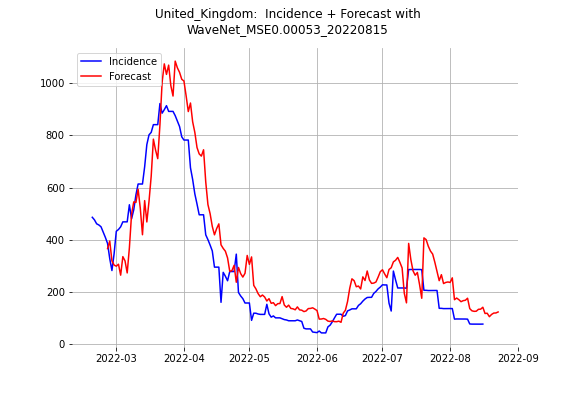 United_Kingdom:  Incidence + Forecast with
WaveNet_MSE0.00053_20220815
Incidence
Forecast
1000
800
600
400
200
0
2022-03 2022-04 2022-05 2022-06 2022-07 2022-08 2022-09